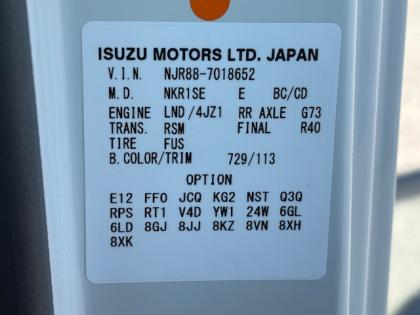 ISUZU MOTORS LTD. JAPAN
V.I.N. NJR88-7018652
M.D. NKR1SE E BC/CD
ENGINE LND/4JZ1 RR AXLE G73
TRANS. RSM FINAL R40
TIRE FUS
B.COLOR/TRIM 729/113
OPTION
E12 FF0 JCQ KG2 NST Q3Q
RPS RT1 V4D YW1 24W 6GL
6LD 8GJ 8JJ 8KZ 8VN 8XH
8XK